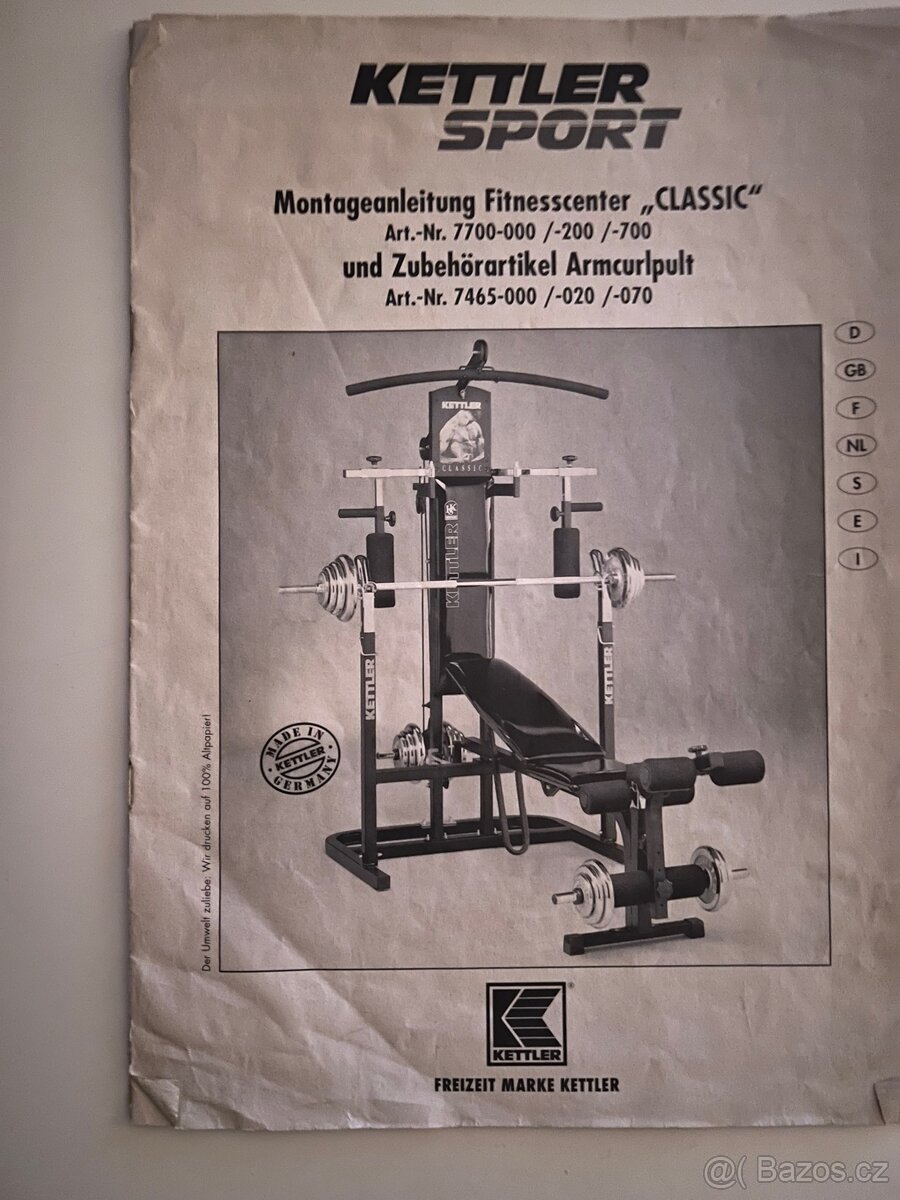 KETTLER
SPORT
Montageanleitung Fitnesscenter „CLASSIC“
Art.-Nr. 7700-000 /-200 /-700
und Zubehörartikel Armcurlpult
Art.-Nr. 7465-000 /-020 /-070
D
GB
F
NL
S
E
I
KETTLER
CLASSIC
KETTLER
KETTLER
KETTLER
MADE IN
KETTLER
GERMANY
Der Umwelt zuliebe: Wir drucken auf 100% Altpapier!
KETTLER
®
FREIZEIT MARKE KETTLER
@( Bazos.cz